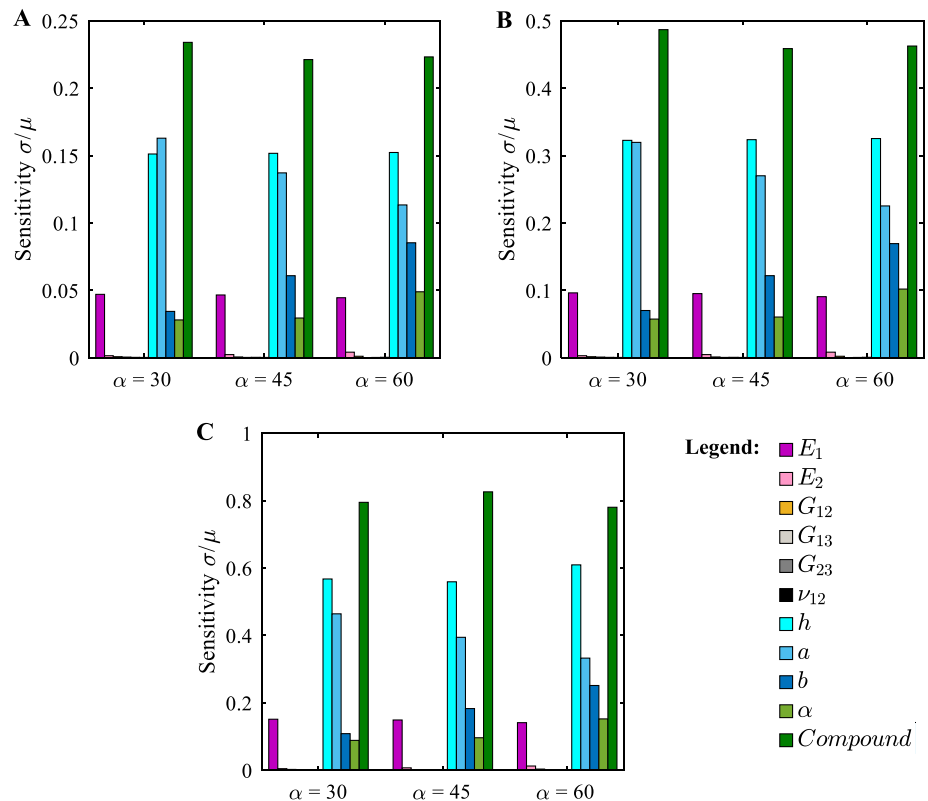 A
Sensitivity σ/μ
0.25
0.2
0.15
0.1
0.05
0
α = 30
α = 45
α = 60
B
Sensitivity σ/μ
0.5
0.4
0.3
0.2
0.1
0
α = 30
α = 45
α = 60
C
Sensitivity σ/μ
1
0.8
0.6
0.4
0.2
0
α = 30
α = 45
α = 60
Legend:
E₁
E₂
G₁₂
G₁₃
G₂₃
ν₁₂
h
a
b
α
Compound